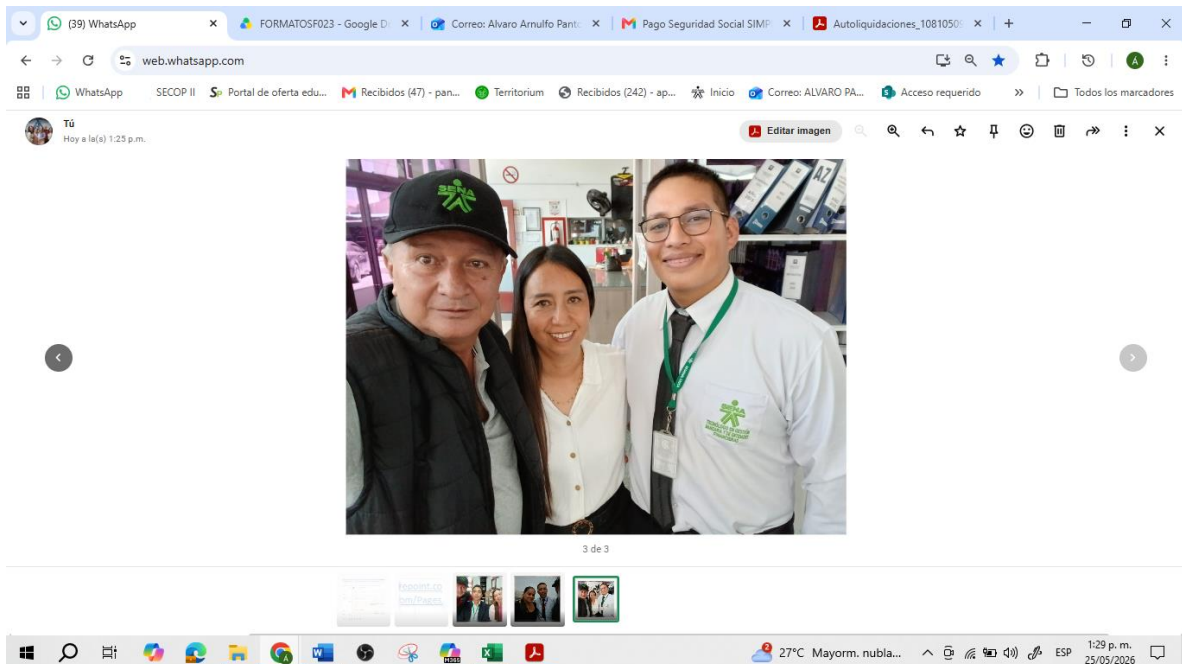 (39) WhatsApp
FORMATOSF023 - Google D
Correo: Alvaro Arnulfo Panto
Pago Seguridad Social SIMP
Autoliquidaciones_10810505
web.whatsapp.com
WhatsApp
SECOP II
Portal de oferta edu...
Recibidos (47) - pan...
Territorium
Recibidos (242) - ap...
Inicio
Correo: ALVARO PA...
Acceso requerido
Todos los marcadores
Tú
Hoy a la(s) 1:25 p.m.
Editar imagen
SENA
AZ
SENA
3 de 3
27°C Mayorm. nubla...
ESP
1:29 p. m.
25/05/2026